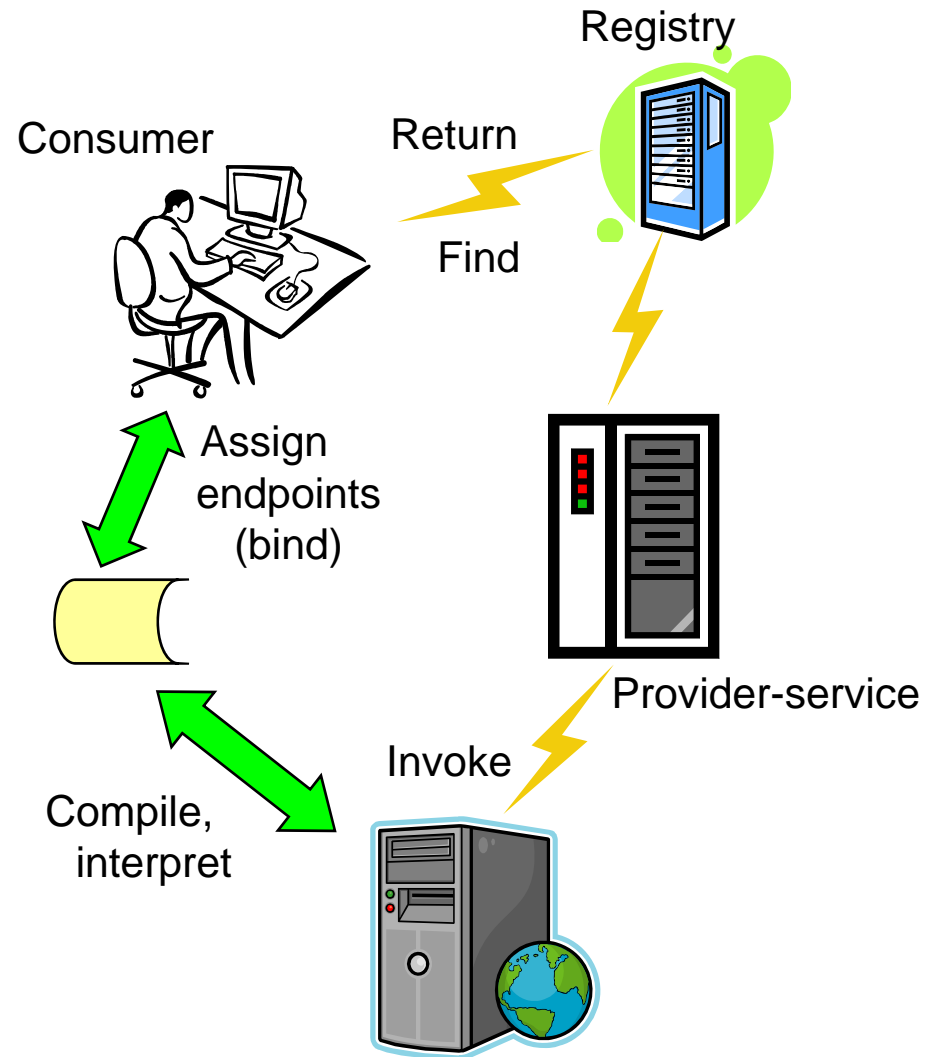 Registry
Consumer
Return
Find
Assign
endpoints
(bind)
Provider-service
Invoke
Compile,
interpret